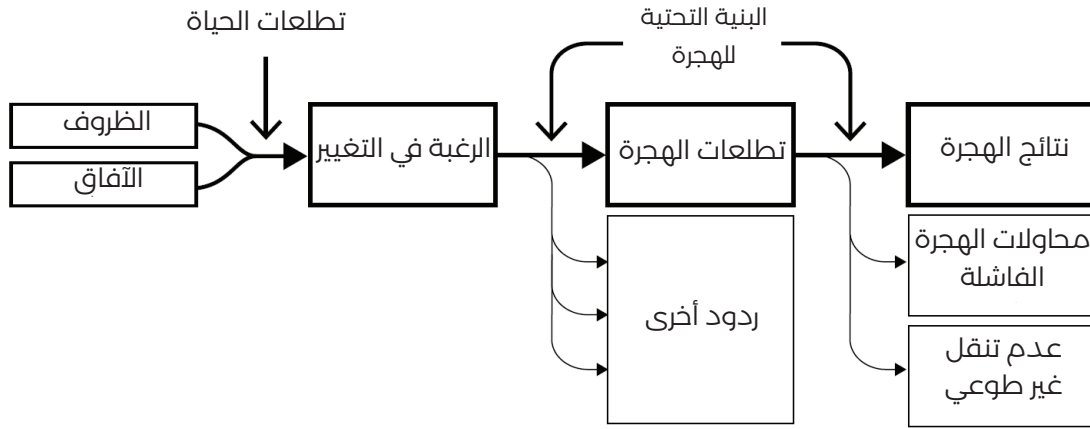 تطلعات الحياة
البنية التحتية
للهجرة
الظروف
الآفاق
الرغبة في التغيير
تطلعات الهجرة
نتائج الهجرة
ردود أخرى
محاولات الهجرة
الفاشلة
عدم تنقل
غير طوعي